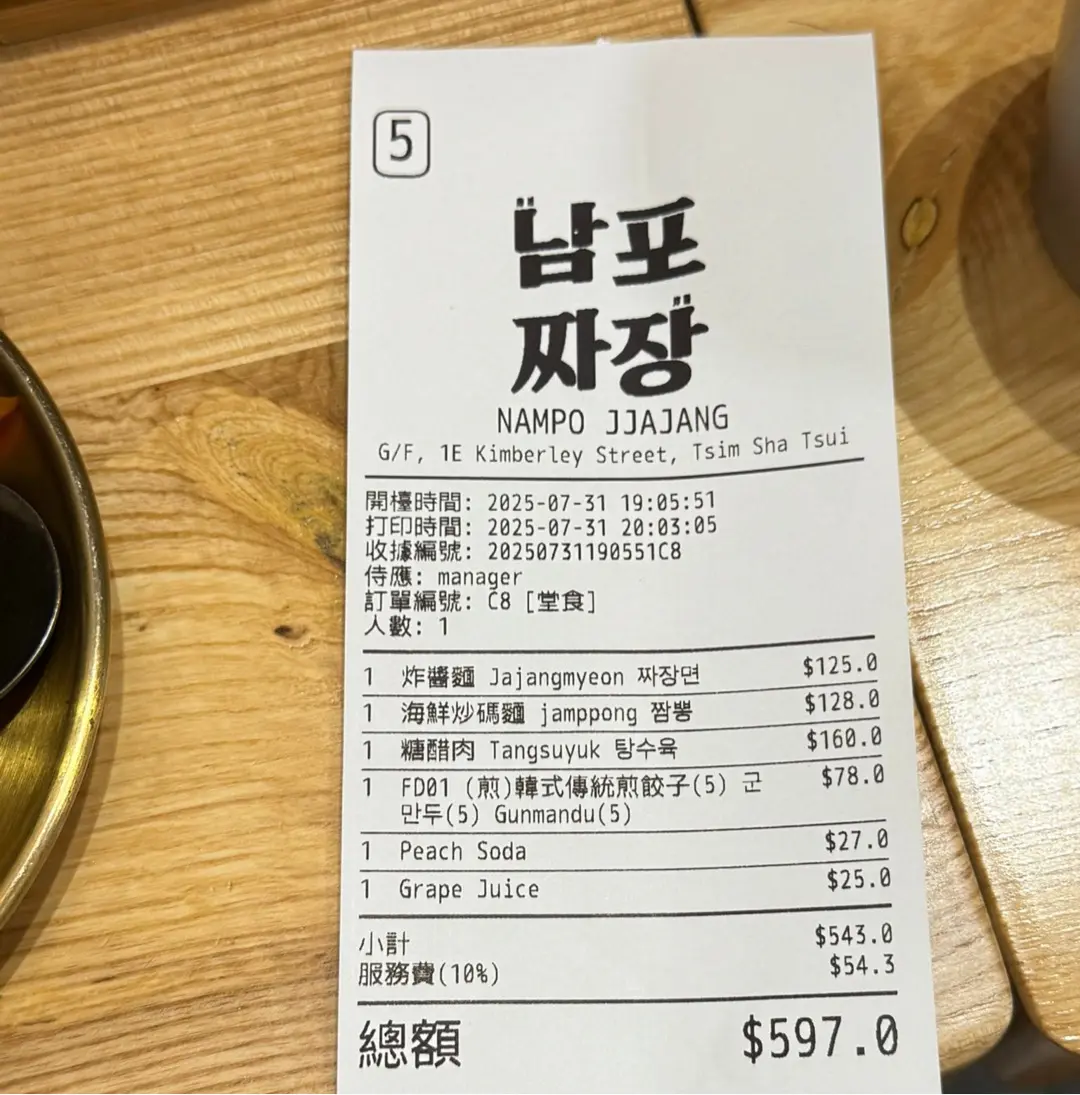 5
남포
짜장
NAMPO JJAJANG
G/F, 1E Kimberley Street, Tsim Sha Tsui
開檯時間: 2025-07-31 19:05:51
打印時間: 2025-07-31 20:03:05
收據編號: 20250731190551C8
侍應: manager
訂單編號: C8 [堂食]
人數: 1
1 炸醬麵 Jajangmyeon 짜장면 $125.0
1 海鮮炒碼麵 jamppong 짬뽕 $128.0
1 糖醋肉 Tangsuyuk 탕수육 $160.0
1 FD01 (煎)韓式傳統煎餃子(5) 군 $78.0
만두(5) Gunmandu(5)
1 Peach Soda $27.0
1 Grape Juice $25.0
小計 $543.0
服務費(10%) $54.3
總額 $597.0